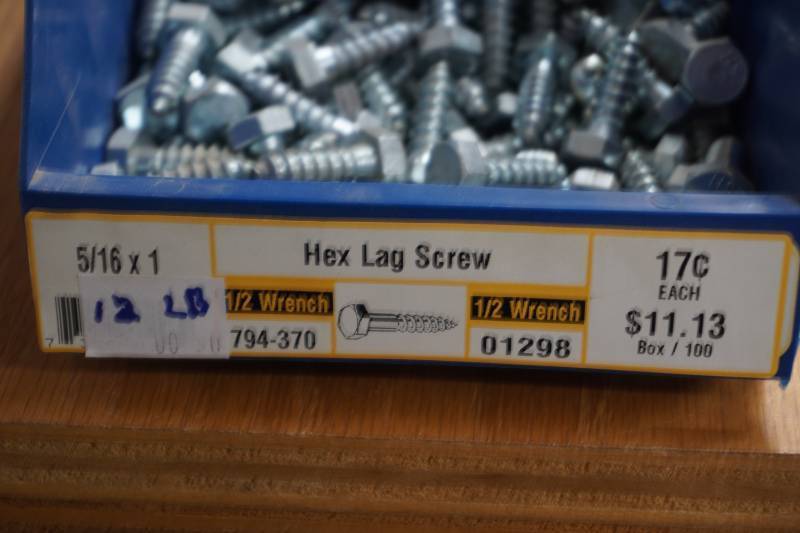 5/16 x 1
Hex Lag Screw
17¢
EACH
$11.13
Box / 100
1/2 Wrench
1/2 Wrench
794-370
01298
12 LB
7